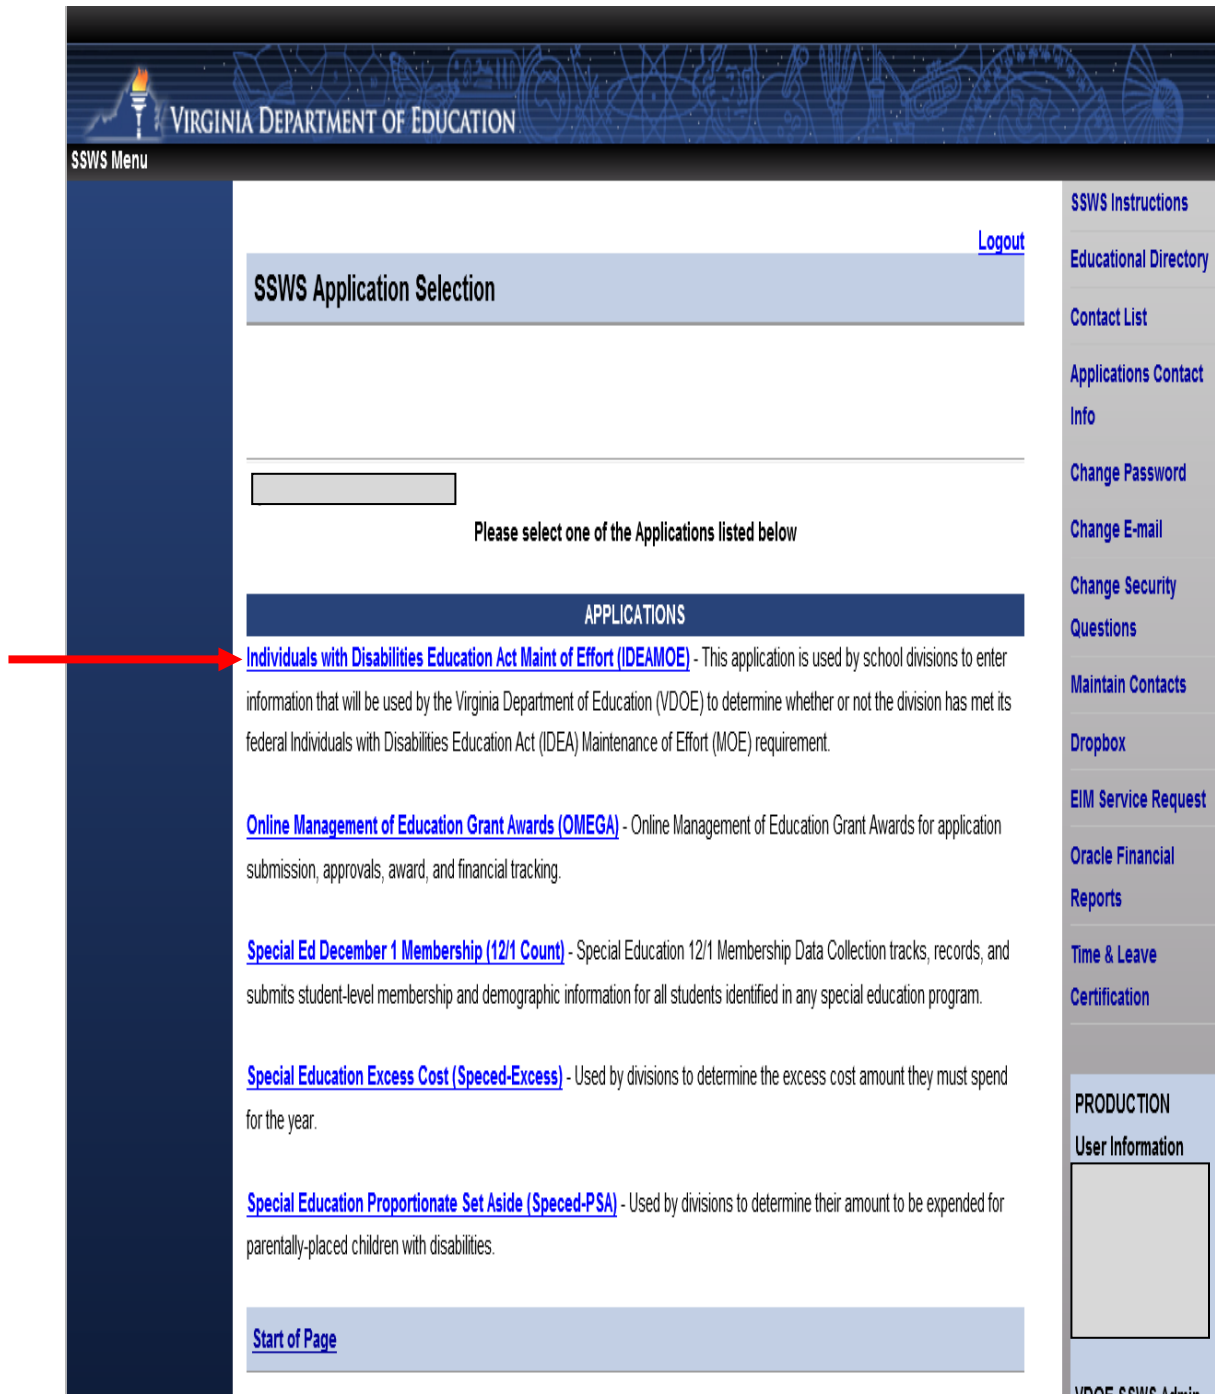 VIRGINIA DEPARTMENT OF EDUCATION
SSWS Menu
Logout
SSWS Application Selection
Please select one of the Applications listed below
APPLICATIONS
Individuals with Disabilities Education Act Maint of Effort (IDEAMOE) - This application is used by school divisions to enter
information that will be used by the Virginia Department of Education (VDOE) to determine whether or not the division has met its
federal Individuals with Disabilities Education Act (IDEA) Maintenance of Effort (MOE) requirement.
Online Management of Education Grant Awards (OMEGA) - Online Management of Education Grant Awards for application
submission, approvals, award, and financial tracking.
Special Ed December 1 Membership (12/1 Count) - Special Education 12/1 Membership Data Collection tracks, records, and
submits student-level membership and demographic information for all students identified in any special education program.
Special Education Excess Cost (Speced-Excess) - Used by divisions to determine the excess cost amount they must spend
for the year.
Special Education Proportionate Set Aside (Speced-PSA) - Used by divisions to determine their amount to be expended for
parentally-placed children with disabilities.
Start of Page
SSWS Instructions
Educational Directory
Contact List
Applications Contact
Info
Change Password
Change E-mail
Change Security
Questions
Maintain Contacts
Dropbox
EIM Service Request
Oracle Financial
Reports
Time & Leave
Certification
PRODUCTION
User Information
VDOE SSWS Admin